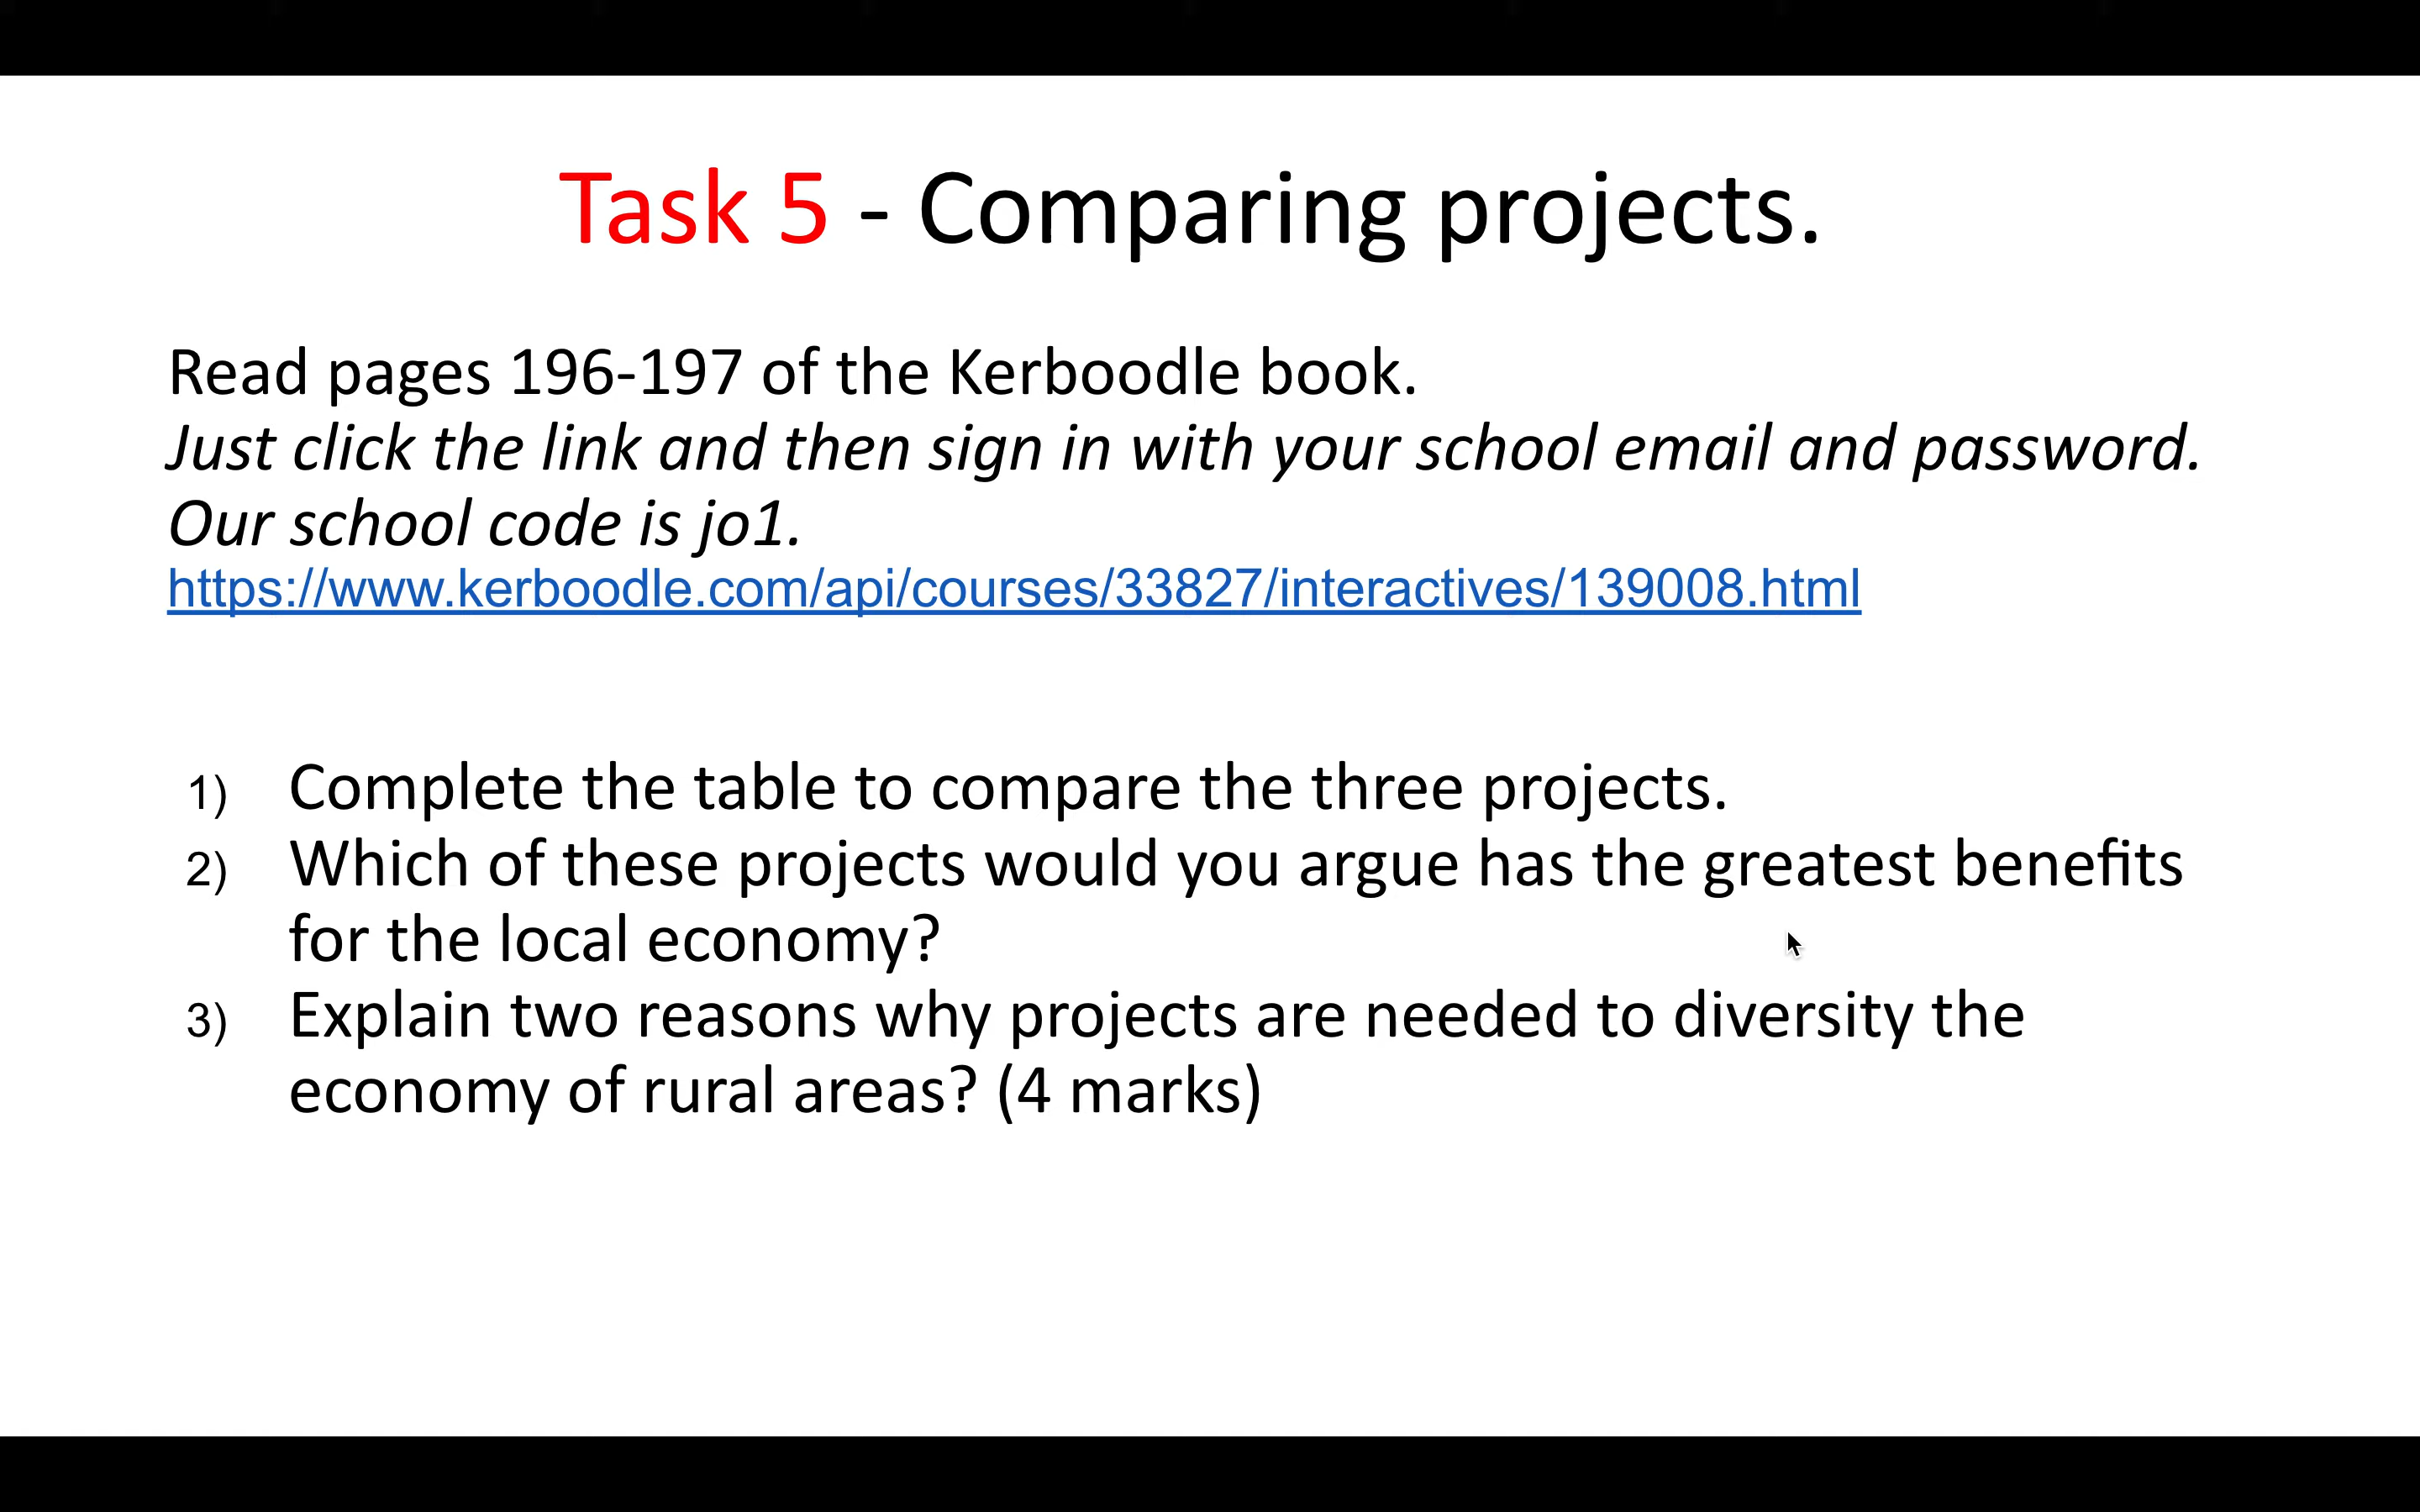 Task 5 - Comparing projects.
Read pages 196-197 of the Kerboodle book.
Just click the link and then sign in with your school email and password.
Our school code is jo1.
https://www.kerboodle.com/api/courses/33827/interactives/139008.html
1) Complete the table to compare the three projects.
2) Which of these projects would you argue has the greatest benefits
for the local economy?
3) Explain two reasons why projects are needed to diversity the
economy of rural areas? (4 marks)